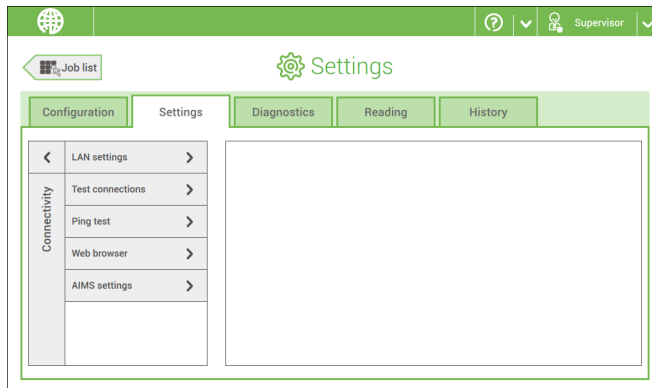 Supervisor
Job list
Settings
Configuration
Settings
Diagnostics
Reading
History
Connectivity
LAN settings
Test connections
Ping test
Web browser
AIMS settings